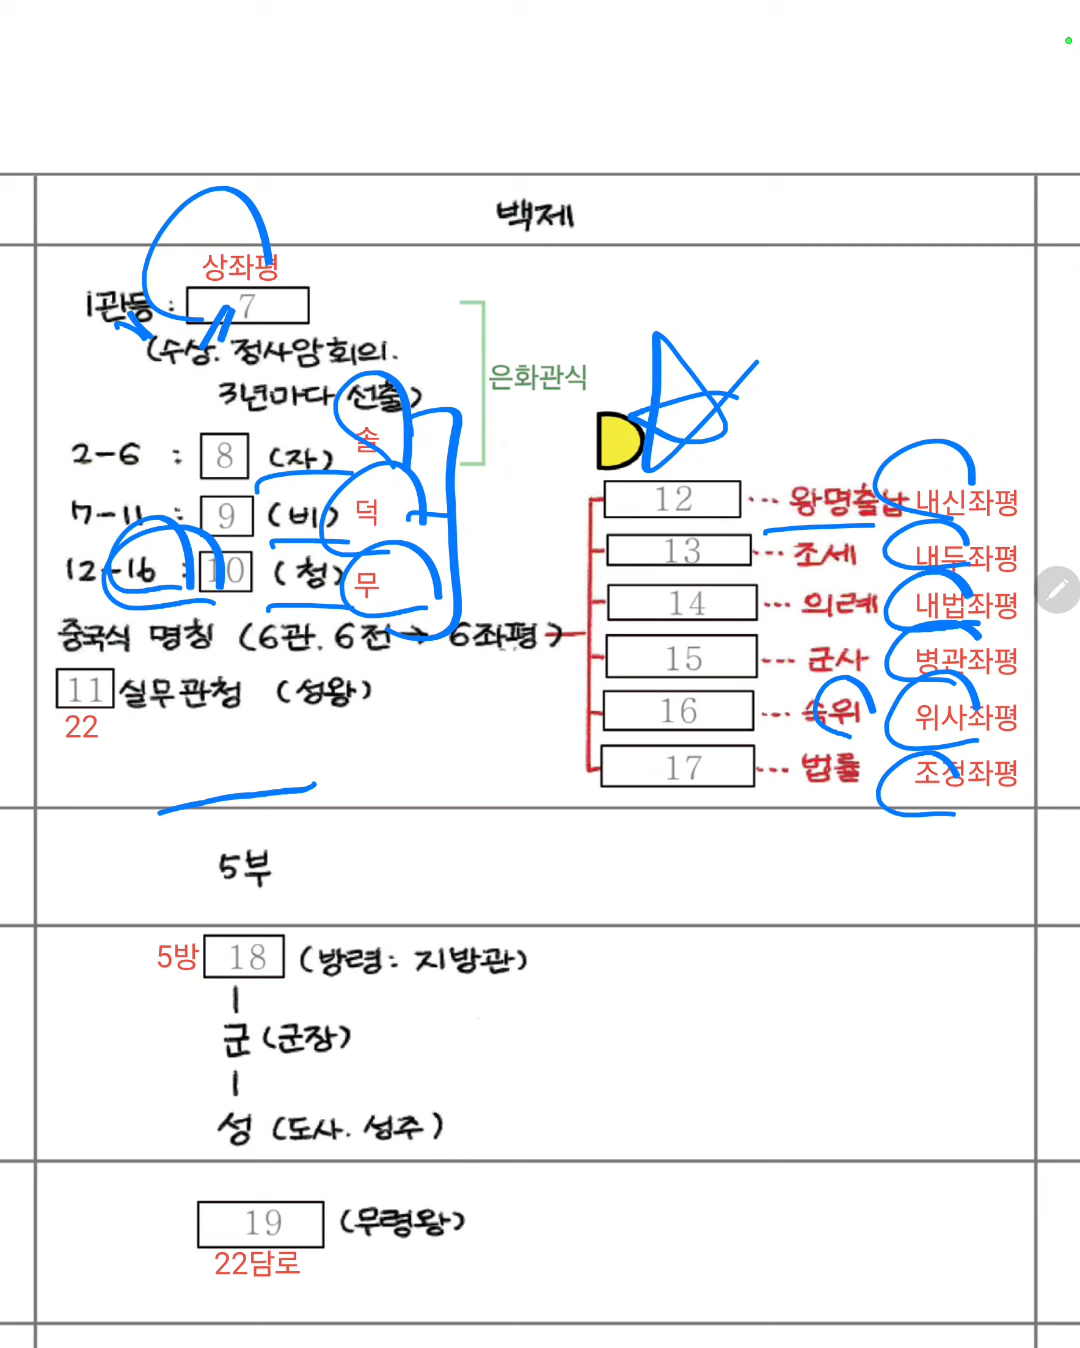 백제
상좌평
1관등 : 7
(수상. 정사암회의.
3년마다 선출)
은화관식
솔
2-6 : 8 (자)
7-11 : 9 (비) 덕
12-16 : 10 (청) 무
중국식 명칭 (6관. 6전 → 6좌평)
11 실무관청 (성왕)
22
12 ... 왕명출납 내신좌평
13 ... 조세 내두좌평
14 ... 의례 내법좌평
15 ... 군사 병관좌평
16 ... 숙위 위사좌평
17 ... 법률 조정좌평
5부
5방 18 (방령: 지방관)
군 (군장)
성 (도사. 성주)
19 (무령왕)
22담로